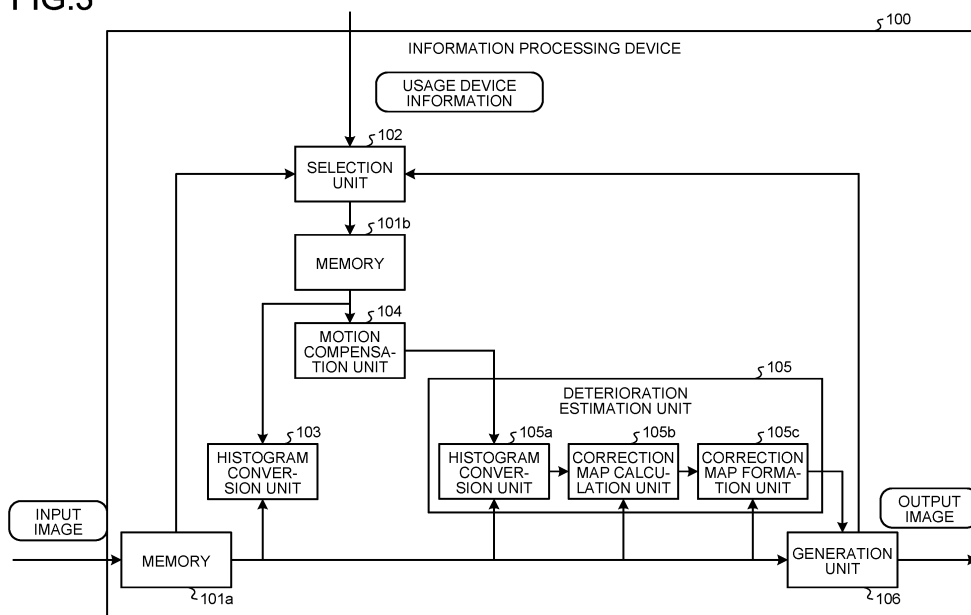 FIG.3
100
INFORMATION PROCESSING DEVICE
USAGE DEVICE
INFORMATION
102
SELECTION
UNIT
101b
MEMORY
104
MOTION
COMPENSA-
TION UNIT
105
DETERIORATION
ESTIMATION UNIT
103
HISTOGRAM
CONVER-
SION UNIT
105a
HISTOGRAM
CONVER-
SION UNIT
105b
CORRECTION
MAP CALCU-
LATION UNIT
105c
CORRECTION
MAP FORMA-
TION UNIT
INPUT
IMAGE
OUTPUT
IMAGE
MEMORY
101a
GENERATION
UNIT
106